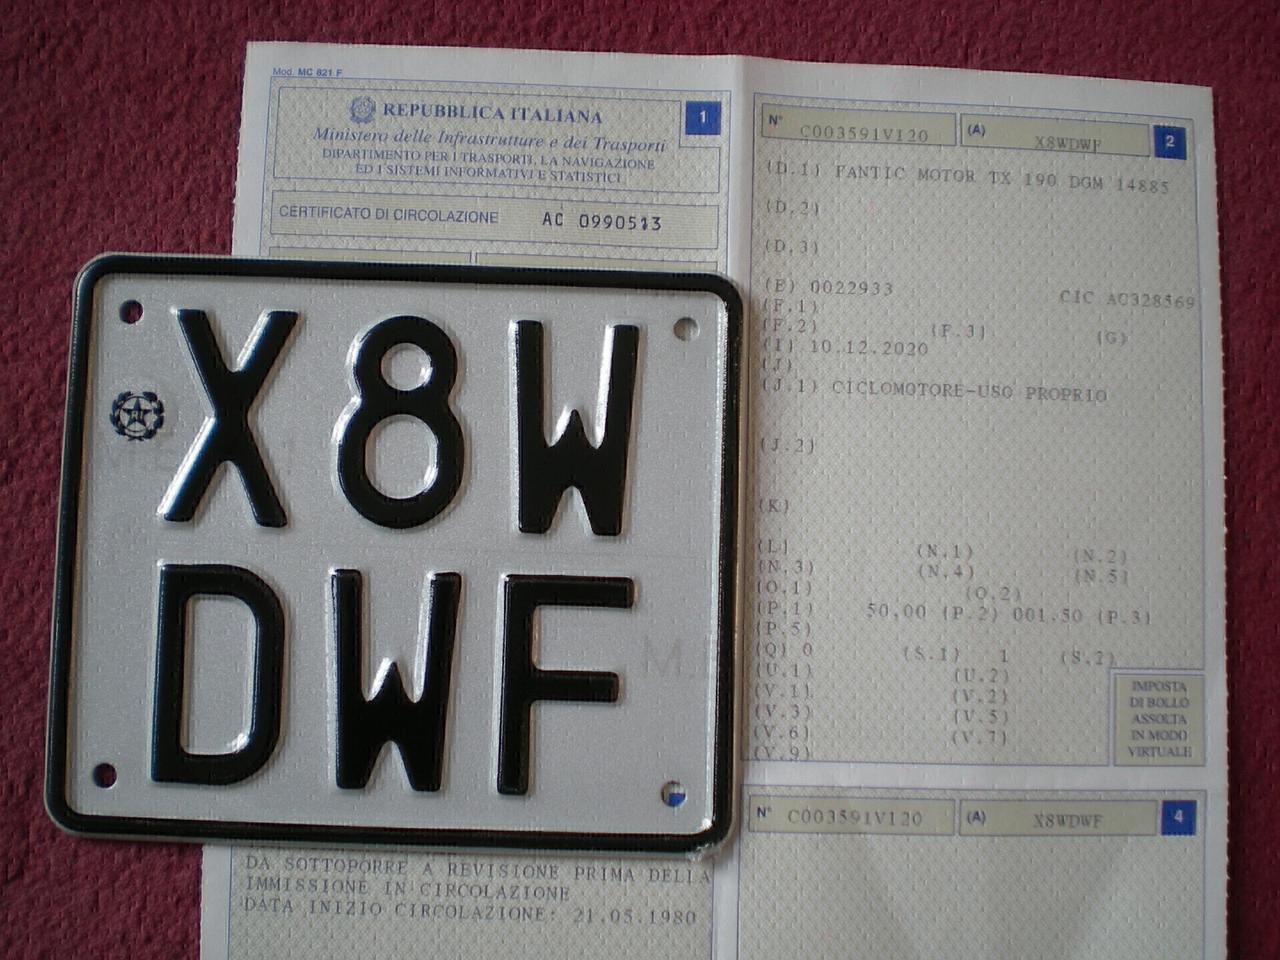 Mod. MC 821 F
REPUBBLICA ITALIANA
1
Ministero delle Infrastrutture e dei Trasporti
DIPARTIMENTO PER I TRASPORTI, LA NAVIGAZIONE
ED I SISTEMI INFORMATIVI E STATISTICI
CERTIFICATO DI CIRCOLAZIONE AC 0990513
X8W
DWF
DA SOTTOPORRE A REVISIONE PRIMA DELLA
IMMISSIONE IN CIRCOLAZIONE
DATA INIZIO CIRCOLAZIONE: 21.05.1980
N° C003591V120 (A) X8WDWF 2
(D.1) FANTIC MOTOR TX 190 DGM 14885
(D.2)
(D.3)
(E) 0022933 CIC AC328569
(F.1)
(F.2) (F.3) (G)
(I) 10.12.2020
(J)
(J.1) CICLOMOTORE-USO PROPRIO
(J.2)
(K)
(L) (N.1) (N.2)
(N.3) (N.4) (N.5)
(O.1) (O.2)
(P.1) 50,00 (P.2) 001.50 (P.3)
(P.5)
(Q) 0 (S.1) 1 (S.2)
(U.1) (U.2)
(V.1) (V.2)
(V.3) (V.5)
(V.6) (V.7)
(V.9)
IMPOSTA
DI BOLLO
ASSOLTA
IN MODO
VIRTUALE
N° C003591V120 (A) X8WDWF 4